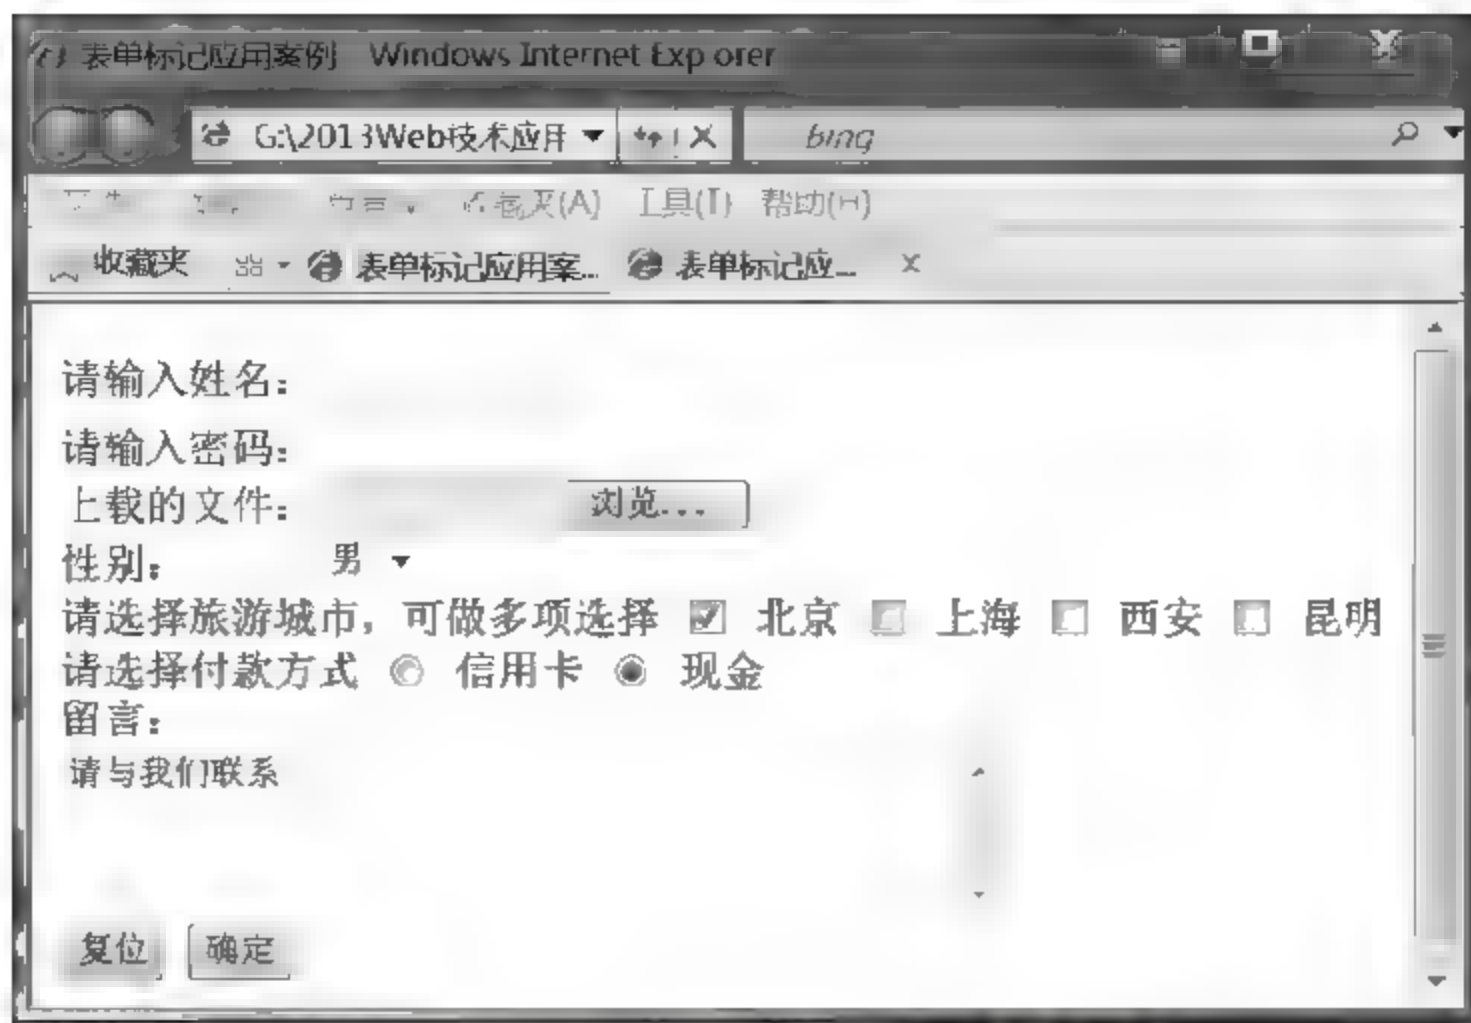 表单标记应用案例 Windows Internet Exp orer
G:\2013Web技术应用 bing
(A) 工具(T) 帮助(H)
收藏夹 表单标记应用案... 表单标记应...
请输入姓名:
请输入密码:
上载的文件: 浏览...
性别: 男
请选择旅游城市，可做多项选择 北京 上海 西安 昆明
请选择付款方式 信用卡 现金
留言:
请与我们联系
复位 确定